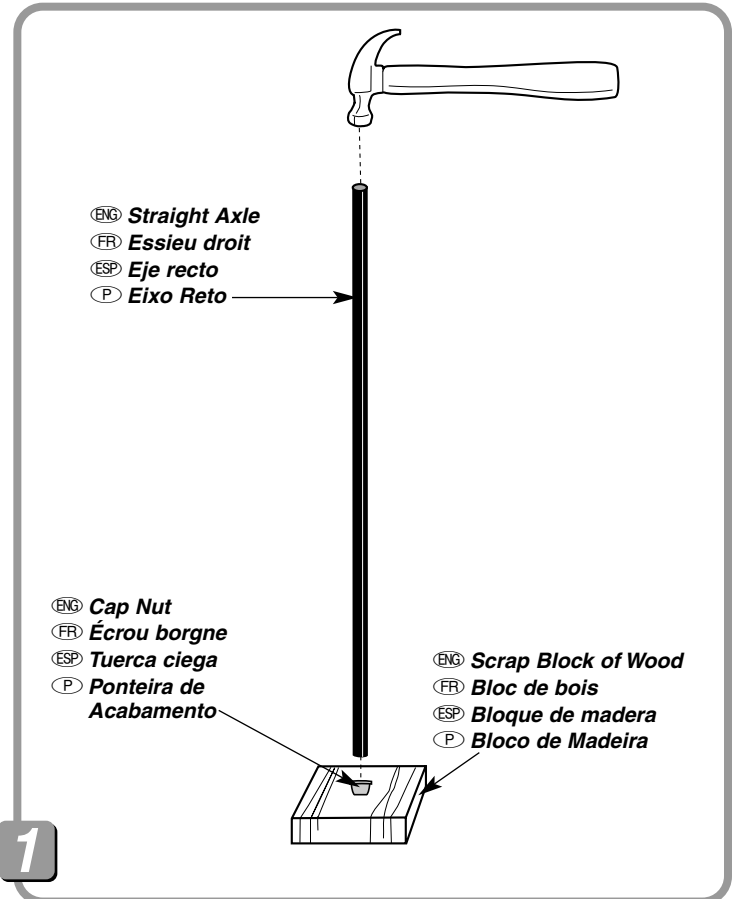 ENG Straight Axle
FR Essieu droit
ESP Eje recto
P Eixo Reto
ENG Cap Nut
FR Écrou borgne
ESP Tuerca ciega
P Ponteira de
Acabamento
ENG Scrap Block of Wood
FR Bloc de bois
ESP Bloque de madera
P Bloco de Madeira
1